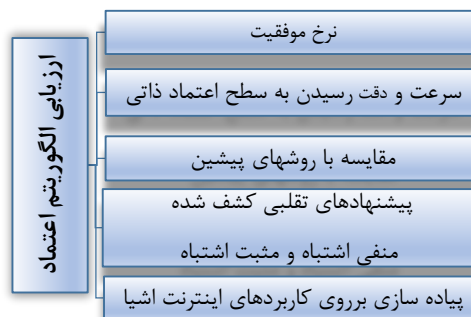 ارزیابی الگوریتم اعتماد
نرخ موفقیت
سرعت و دقت رسیدن به سطح اعتماد ذاتی
مقایسه با روشهای پیشین
پیشنهادهای تقلبی کشف شده
منفی اشتباه و مثبت اشتباه
پیاده سازی برروی کاربردهای اینترنت اشیا